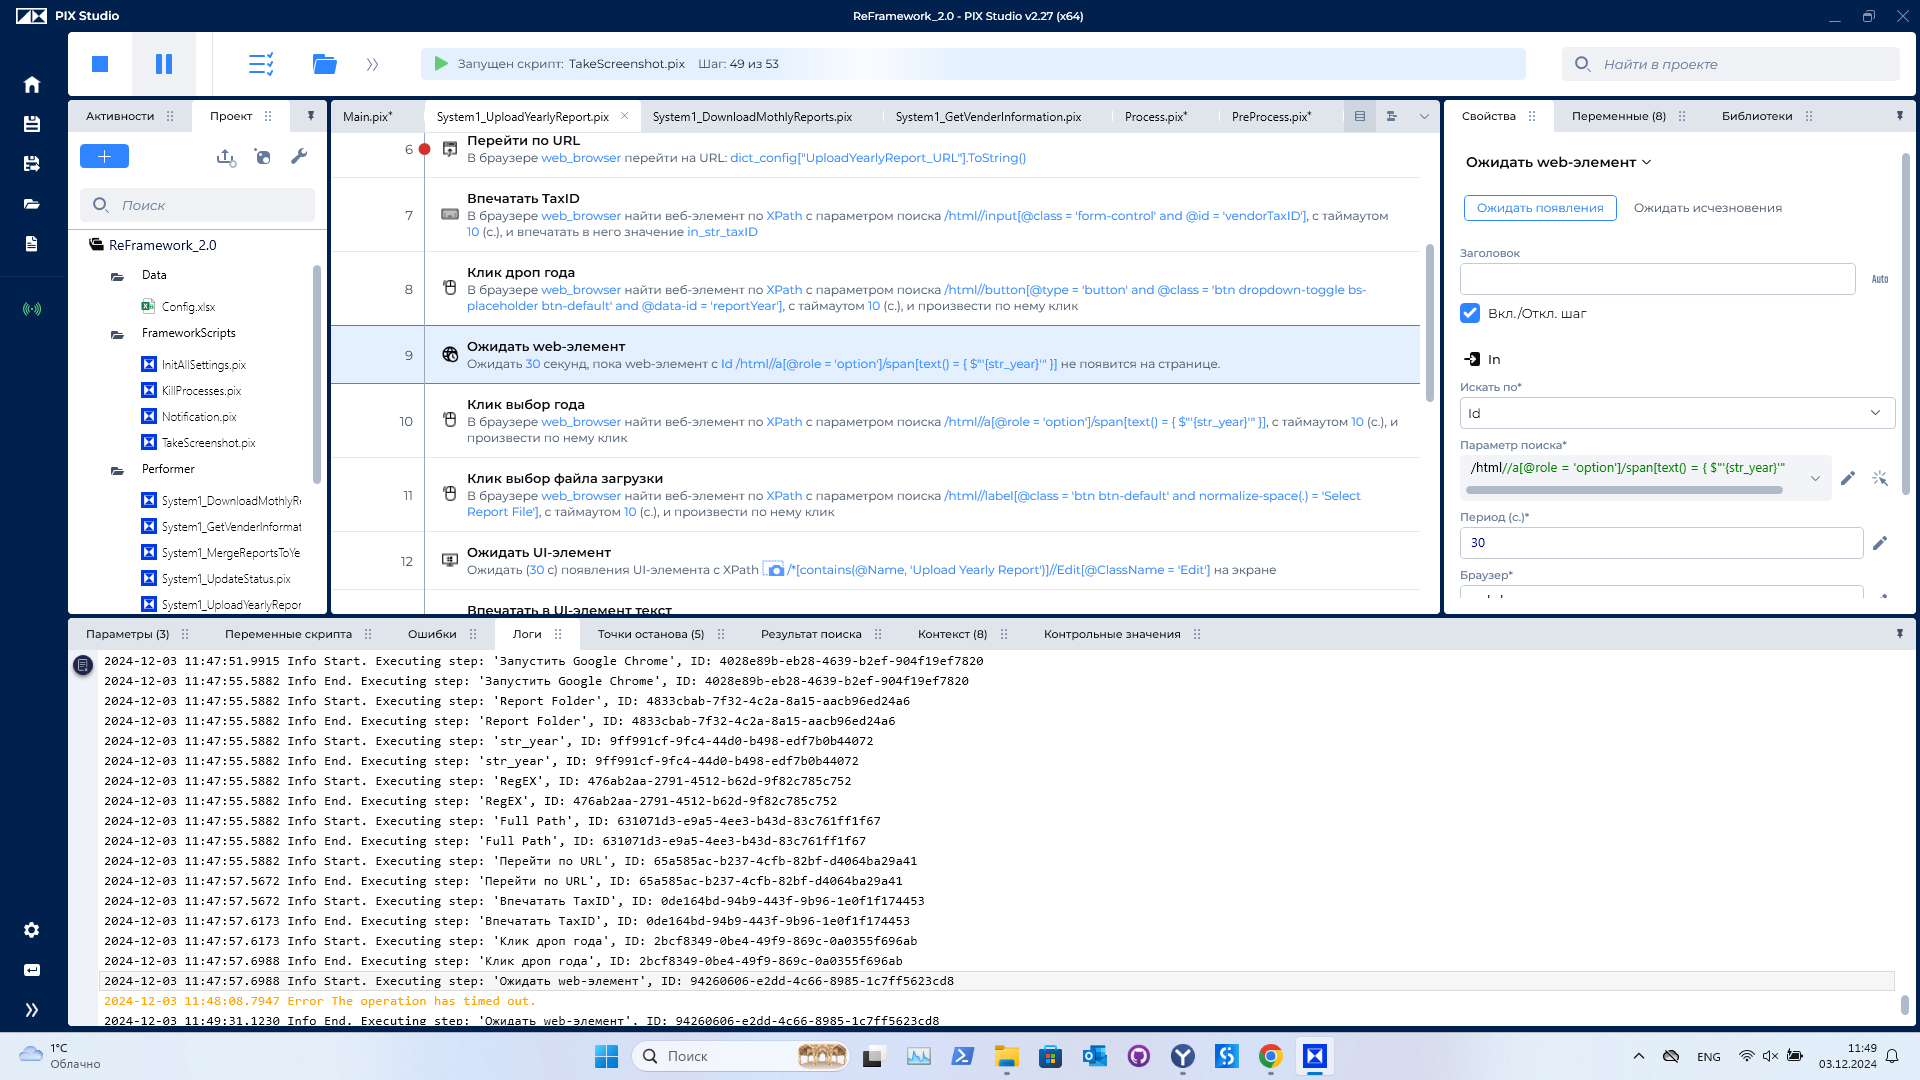 PIX Studio
ReFramework_2.0 - PIX Studio v2.27 (x64)
Запущен скрипт: TakeScreenshot.pix Шаг: 49 из 53
Найти в проекте
Активности
Проект
Поиск
ReFramework_2.0
Data
Config.xlsx
FrameworkScripts
InitAllSettings.pix
KillProcesses.pix
Notification.pix
TakeScreenshot.pix
Performer
System1_DownloadMothlyR
System1_GetVenderInformat
System1_MergeReportsToYe
System1_UpdateStatus.pix
System1_UploadYearlyRepor
Main.pix*
System1_UploadYearlyReport.pix
System1_DownloadMothlyReports.pix
System1_GetVenderInformation.pix
Process.pix*
PreProcess.pix*
6
Перейти по URL
В браузере web_browser перейти на URL: dict_config["UploadYearlyReport_URL"].ToString()
7
Впечатать TaxID
В браузере web_browser найти веб-элемент по XPath с параметром поиска /html//input[@class = 'form-control' and @id = 'vendorTaxID'], с таймаутом
10 (с.), и впечатать в него значение in_str_taxID
8
Клик дроп года
В браузере web_browser найти веб-элемент по XPath с параметром поиска /html//button[@type = 'button' and @class = 'btn dropdown-toggle bs-
placeholder btn-default' and @data-id = 'reportYear'], с таймаутом 10 (с.), и произвести по нему клик
9
Ожидать web-элемент
Ожидать 30 секунд, пока web-элемент с Id /html//a[@role = 'option']/span[text() = { $"'{str_year}'" }] не появится на странице.
10
Клик выбор года
В браузере web_browser найти веб-элемент по XPath с параметром поиска /html//a[@role = 'option']/span[text() = { $"'{str_year}'" }], с таймаутом 10 (с.), и
произвести по нему клик
11
Клик выбор файла загрузки
В браузере web_browser найти веб-элемент по XPath с параметром поиска /html//label[@class = 'btn btn-default' and normalize-space(.) = 'Select
Report File'], с таймаутом 10 (с.), и произвести по нему клик
12
Ожидать UI-элемент
Ожидать (30 с) появления UI-элемента с XPath /*[contains(@Name, 'Upload Yearly Report')]//Edit[@ClassName = 'Edit'] на экране
Впечатать в UI-элемент текст
Свойства
Переменные (8)
Библиотеки
Ожидать web-элемент
Ожидать появления
Ожидать исчезновения
Заголовок
Auto
Вкл./Откл. шаг
In
Искать по*
Id
Параметр поиска*
/html//a[@role = 'option']/span[text() = { $"'{str_year}'"
Период (с.)*
30
Браузер*
Параметры (3)
Переменные скрипта
Ошибки
Логи
Точки останова (5)
Результат поиска
Контекст (8)
Контрольные значения
2024-12-03 11:47:51.9915 Info Start. Executing step: 'Запустить Google Chrome', ID: 4028e89b-eb28-4639-b2ef-904f19ef7820
2024-12-03 11:47:55.5882 Info End. Executing step: 'Запустить Google Chrome', ID: 4028e89b-eb28-4639-b2ef-904f19ef7820
2024-12-03 11:47:55.5882 Info Start. Executing step: 'Report Folder', ID: 4833cbab-7f32-4c2a-8a15-aacb96ed24a6
2024-12-03 11:47:55.5882 Info End. Executing step: 'Report Folder', ID: 4833cbab-7f32-4c2a-8a15-aacb96ed24a6
2024-12-03 11:47:55.5882 Info Start. Executing step: 'str_year', ID: 9ff991cf-9fc4-44d0-b498-edf7b0b44072
2024-12-03 11:47:55.5882 Info End. Executing step: 'str_year', ID: 9ff991cf-9fc4-44d0-b498-edf7b0b44072
2024-12-03 11:47:55.5882 Info Start. Executing step: 'RegEX', ID: 476ab2aa-2791-4512-b62d-9f82c785c752
2024-12-03 11:47:55.5882 Info End. Executing step: 'RegEX', ID: 476ab2aa-2791-4512-b62d-9f82c785c752
2024-12-03 11:47:55.5882 Info Start. Executing step: 'Full Path', ID: 631071d3-e9a5-4ee3-b43d-83c761ff1f67
2024-12-03 11:47:55.5882 Info End. Executing step: 'Full Path', ID: 631071d3-e9a5-4ee3-b43d-83c761ff1f67
2024-12-03 11:47:55.5882 Info Start. Executing step: 'Перейти по URL', ID: 65a585ac-b237-4cfb-82bf-d4064ba29a41
2024-12-03 11:47:57.5672 Info End. Executing step: 'Перейти по URL', ID: 65a585ac-b237-4cfb-82bf-d4064ba29a41
2024-12-03 11:47:57.5672 Info Start. Executing step: 'Впечатать TaxID', ID: 0de164bd-94b9-443f-9b96-1e0f1f174453
2024-12-03 11:47:57.6173 Info End. Executing step: 'Впечатать TaxID', ID: 0de164bd-94b9-443f-9b96-1e0f1f174453
2024-12-03 11:47:57.6173 Info Start. Executing step: 'Клик дроп года', ID: 2bcf8349-0be4-49f9-869c-0a0355f696ab
2024-12-03 11:47:57.6988 Info End. Executing step: 'Клик дроп года', ID: 2bcf8349-0be4-49f9-869c-0a0355f696ab
2024-12-03 11:47:57.6988 Info Start. Executing step: 'Ожидать web-элемент', ID: 94260606-e2dd-4c66-8985-1c7ff5623cd8
2024-12-03 11:48:08.7947 Error The operation has timed out.
2024-12-03 11:49:31.1230 Info End. Executing step: 'Ожидать web-элемент', ID: 94260606-e2dd-4c66-8985-1c7ff5623cd8
1°C
Облачно
Поиск
ENG
11:49
03.12.2024